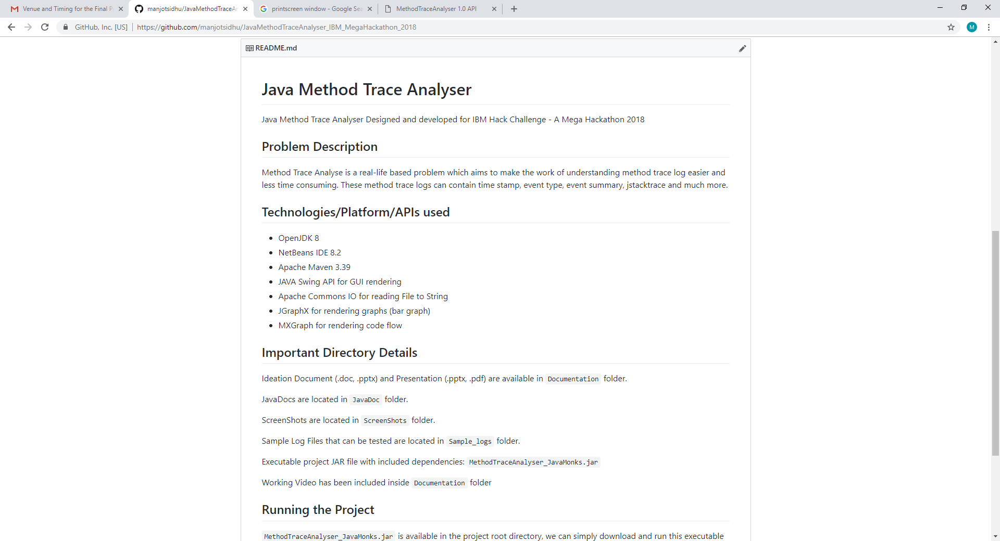 Venue and Timing for the Final P
manjotsidhu/JavaMethodTraceAn
printscreen window - Google Sea
MethodTraceAnalyser 1.0 API
GitHub, Inc. [US] https://github.com/manjotsidhu/JavaMethodTraceAnalyser_IBM_MegaHackathon_2018
M
README.md
Java Method Trace Analyser
Java Method Trace Analyser Designed and developed for IBM Hack Challenge - A Mega Hackathon 2018
Problem Description
Method Trace Analyse is a real-life based problem which aims to make the work of understanding method trace log easier and
less time consuming. These method trace logs can contain time stamp, event type, event summary, jstacktrace and much more.
Technologies/Platform/APIs used
• OpenJDK 8
• NetBeans IDE 8.2
• Apache Maven 3.39
• JAVA Swing API for GUI rendering
• Apache Commons IO for reading File to String
• JGraphX for rendering graphs (bar graph)
• MXGraph for rendering code flow
Important Directory Details
Ideation Document (.doc, .pptx) and Presentation (.pptx, .pdf) are available in Documentation folder.
JavaDocs are located in JavaDoc folder.
ScreenShots are located in ScreenShots folder.
Sample Log Files that can be tested are located in Sample_logs folder.
Executable project JAR file with included dependencies: MethodTraceAnalyser_JavaMonks.jar
Working Video has been included inside Documentation folder
Running the Project
MethodTraceAnalyser_JavaMonks.jar is available in the project root directory, we can simply download and run this executable